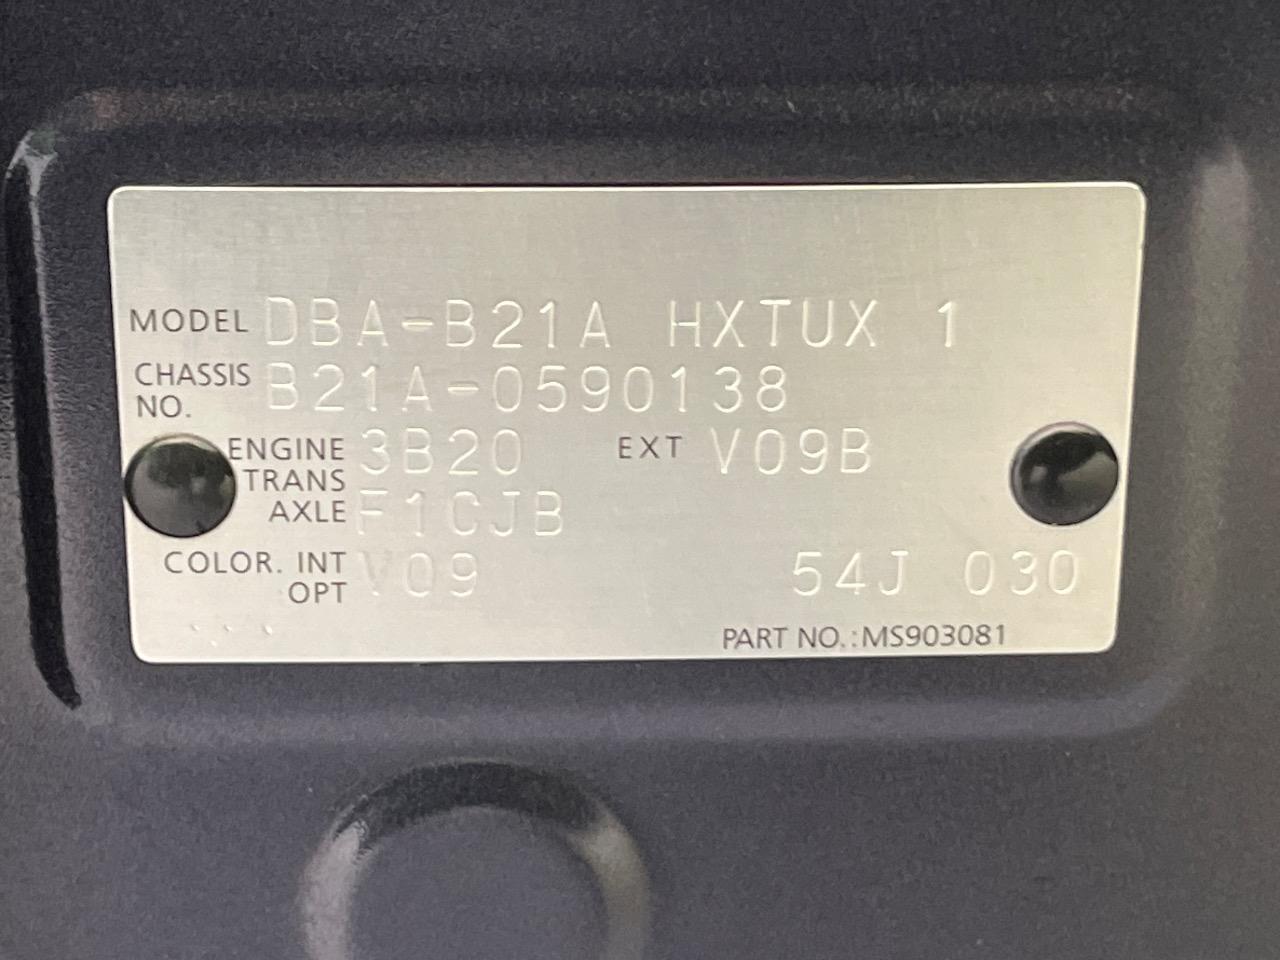 MODEL DBA-B21A HXTUX 1
CHASSIS NO. B21A-0590138
ENGINE 3B20 EXT V09B
TRANS AXLE F1CJB
COLOR. INT OPT V09 54J 030
PART NO.:MS903081